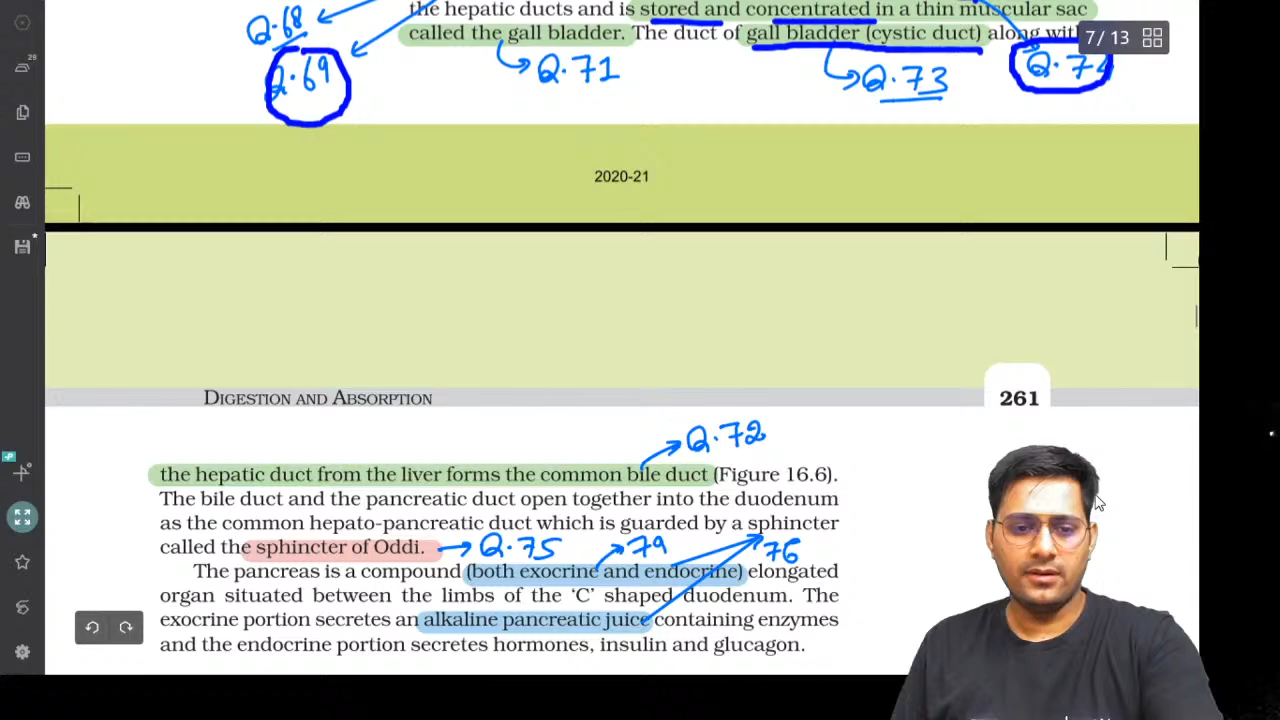 the hepatic ducts and is stored and concentrated in a thin muscular sac
called the gall bladder. The duct of gall bladder (cystic duct) along with
7 / 13
Q.68
Q.69
Q.71
Q.73
29
2020-21
DIGESTION AND ABSORPTION
261
Q.72
the hepatic duct from the liver forms the common bile duct (Figure 16.6).
The bile duct and the pancreatic duct open together into the duodenum
as the common hepato-pancreatic duct which is guarded by a sphincter
called the sphincter of Oddi.
Q.75
79
76
The pancreas is a compound (both exocrine and endocrine) elongated
organ situated between the limbs of the ‘C’ shaped duodenum. The
exocrine portion secretes an alkaline pancreatic juice containing enzymes
and the endocrine portion secretes hormones, insulin and glucagon.